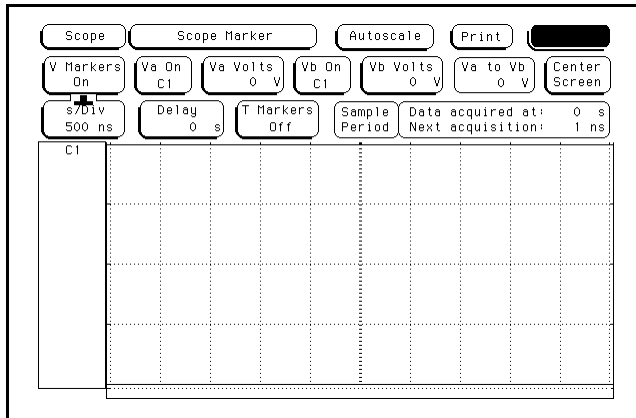 Scope Scope Marker Autoscale Print
V Markers Va On Va Volts Vb On Vb Volts Va to Vb Center
On C1 0 V C1 0 V 0 V Screen
s/Div Delay T Markers Sample Data acquired at: 0 s
500 ns 0 s Off Period Next acquisition: 1 ns
C1